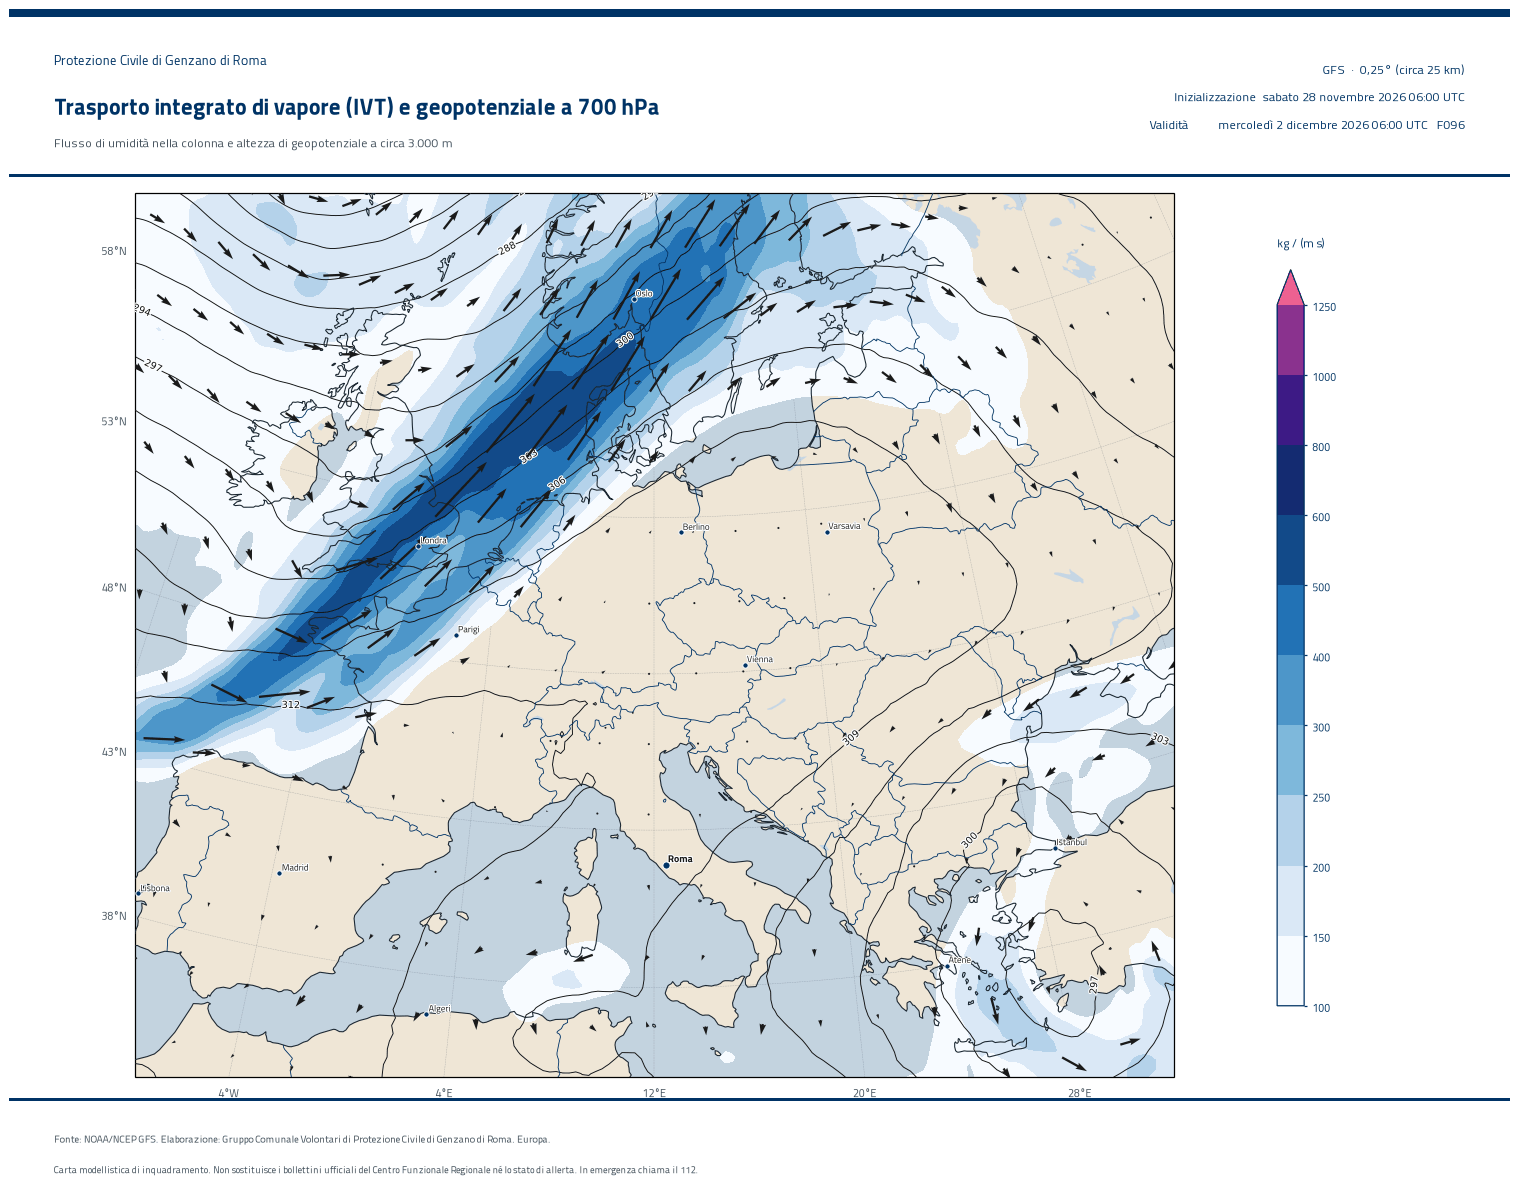 Protezione Civile di Genzano di Roma
Trasporto integrato di vapore (IVT) e geopotenziale a 700 hPa
Flusso di umidità nella colonna e altezza di geopotenziale a circa 3.000 m
GFS · 0,25° (circa 25 km)
Inizializzazione sabato 28 novembre 2026 06:00 UTC
Validità mercoledì 2 dicembre 2026 06:00 UTC F096
58°N
53°N
48°N
43°N
38°N
4°W
4°E
12°E
20°E
28°E
288
294
297
300
303
306
312
309
303
300
297
Oslo
Londra
Berlino
Varsavia
Parigi
Vienna
Roma
Madrid
Lisbona
Istanbul
Atene
Algeri
kg / (m s)
1250
1000
800
600
500
400
300
250
200
150
100
Fonte: NOAA/NCEP GFS. Elaborazione: Gruppo Comunale Volontari di Protezione Civile di Genzano di Roma. Europa.
Carta modellistica di inquadramento. Non sostituisce i bollettini ufficiali del Centro Funzionale Regionale né lo stato di allerta. In emergenza chiama il 112.